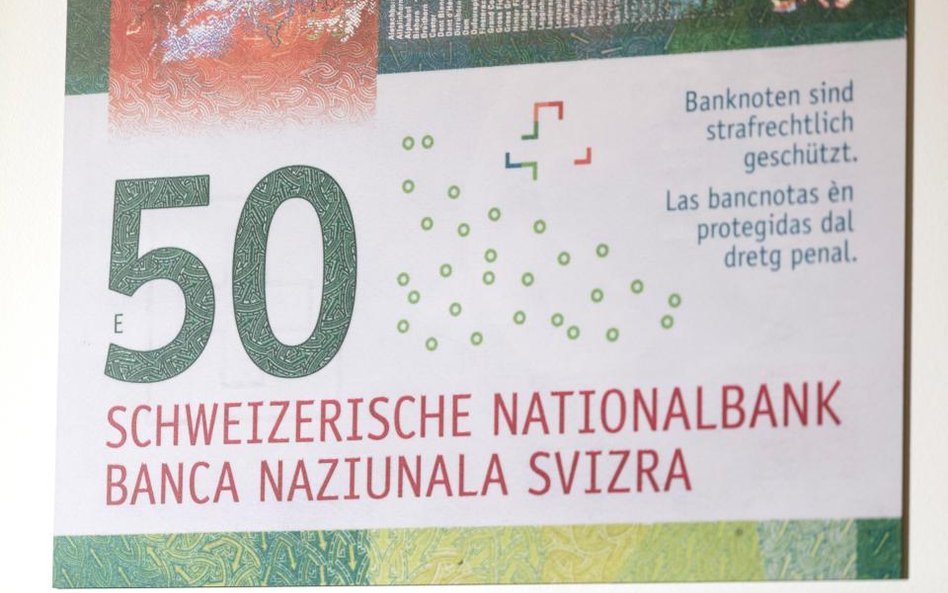 Banknoten sind
strafrechtlich
geschützt.
Las bancnotas èn
protegidas dal
dretg penal.
50
E
SCHWEIZERISCHE NATIONALBANK
BANCA NAZIUNALA SVIZRA